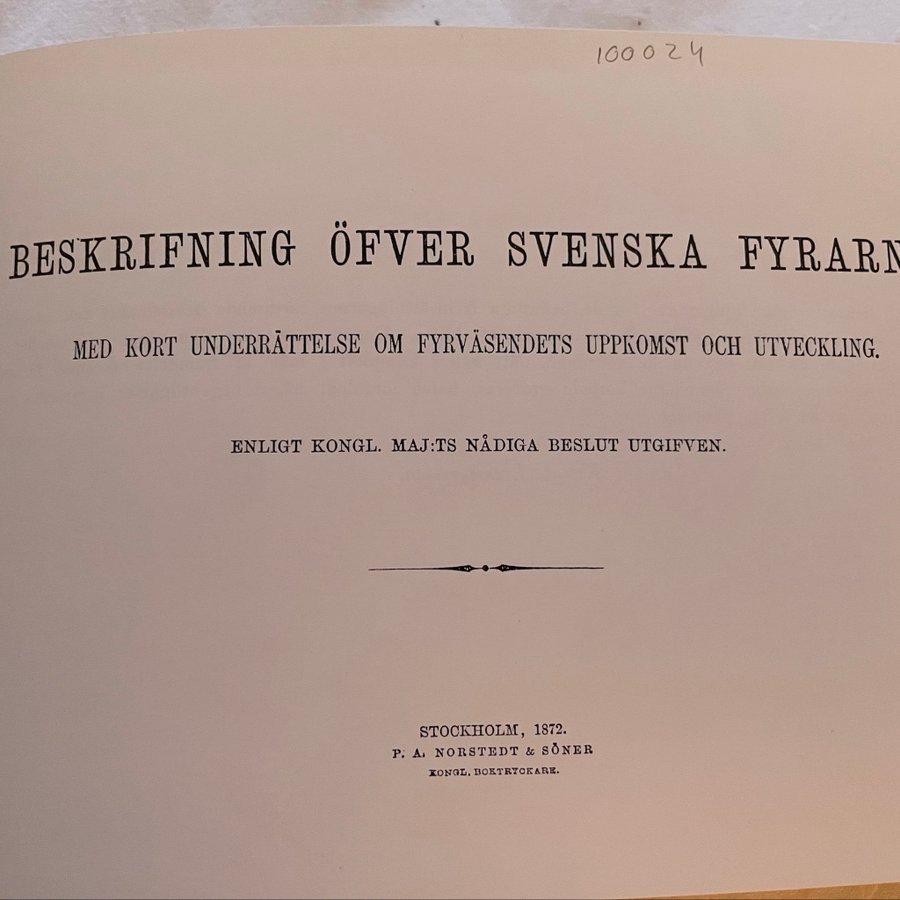 100024
BESKRIFNING ÖFVER SVENSKA FYRARN
MED KORT UNDERRÄTTELSE OM FYRVÄSENDETS UPPKOMST OCH UTVECKLING.
ENLIGT KONGL. MAJ:TS NÅDIGA BESLUT UTGIFVEN.
STOCKHOLM, 1872.
P. A. NORSTEDT & SÖNER
KONGL. BOKTRYCKARE.